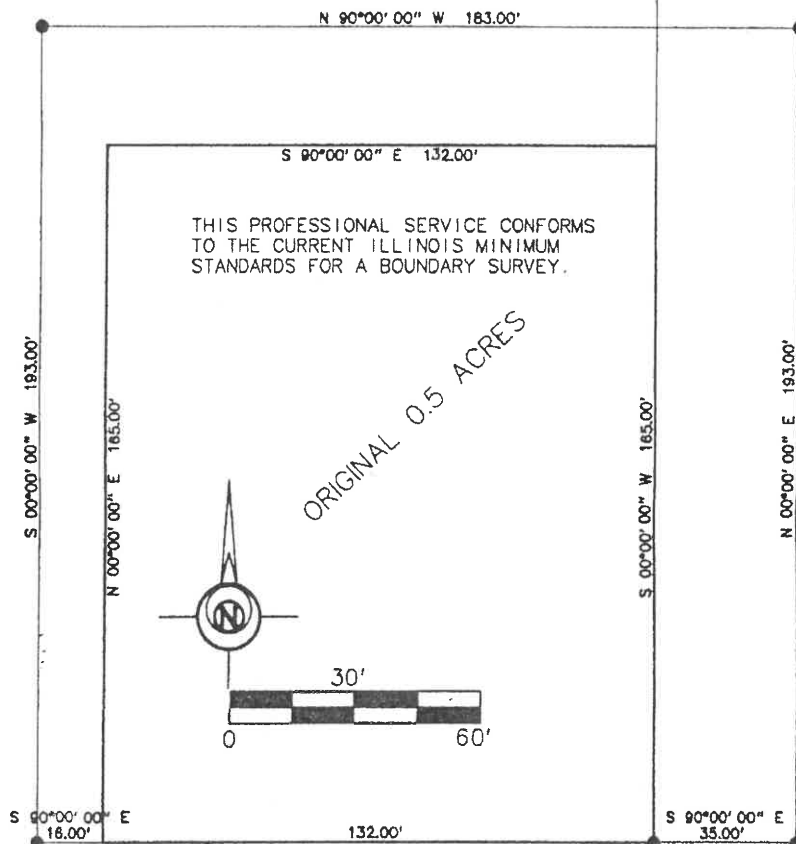 N 90°00'00" W 183.00'
S 90°00'00" E 132.00'
THIS PROFESSIONAL SERVICE CONFORMS
TO THE CURRENT ILLINOIS MINIMUM
STANDARDS FOR A BOUNDARY SURVEY.
ORIGINAL 0.5 ACRES
S 00°00'00" W 193.00'
N 00°00'00" E 165.00'
S 00°00'00" W 165.00'
N 00°00'00" E 193.00'
N
30'
0 60'
S 90°00'00" E
16.00'
132.00'
S 90°00'00" E
35.00'